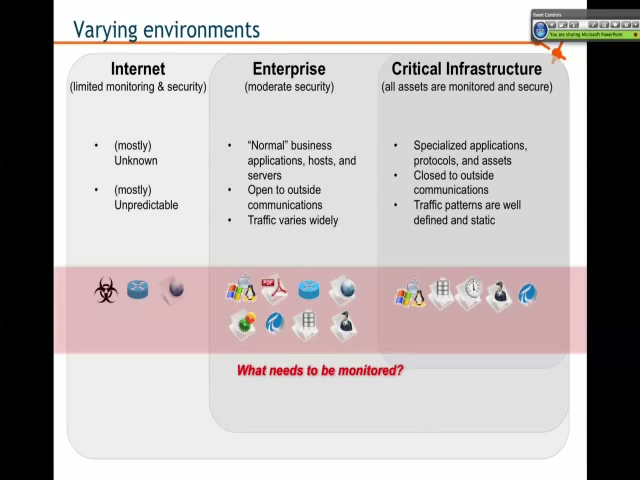 Varying environments
Event Controls
You are sharing Microsoft PowerPoint
Internet
(limited monitoring & security)
• (mostly)
Unknown
• (mostly)
Unpredictable
Enterprise
(moderate security)
• “Normal” business
applications, hosts, and
servers
• Open to outside
communications
• Traffic varies widely
Critical Infrastructure
(all assets are monitored and secure)
• Specialized applications,
protocols, and assets
• Closed to outside
communications
• Traffic patterns are well
defined and static
PDF
What needs to be monitored?